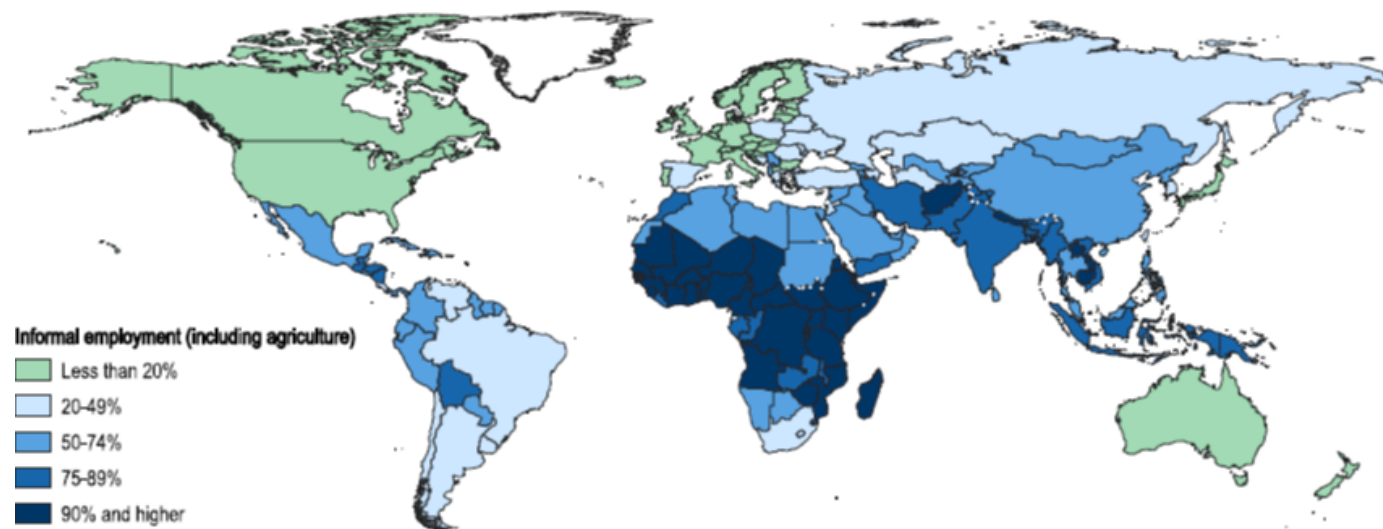 Informal employment (including agriculture)
Less than 20%
20-49%
50-74%
75-89%
90% and higher